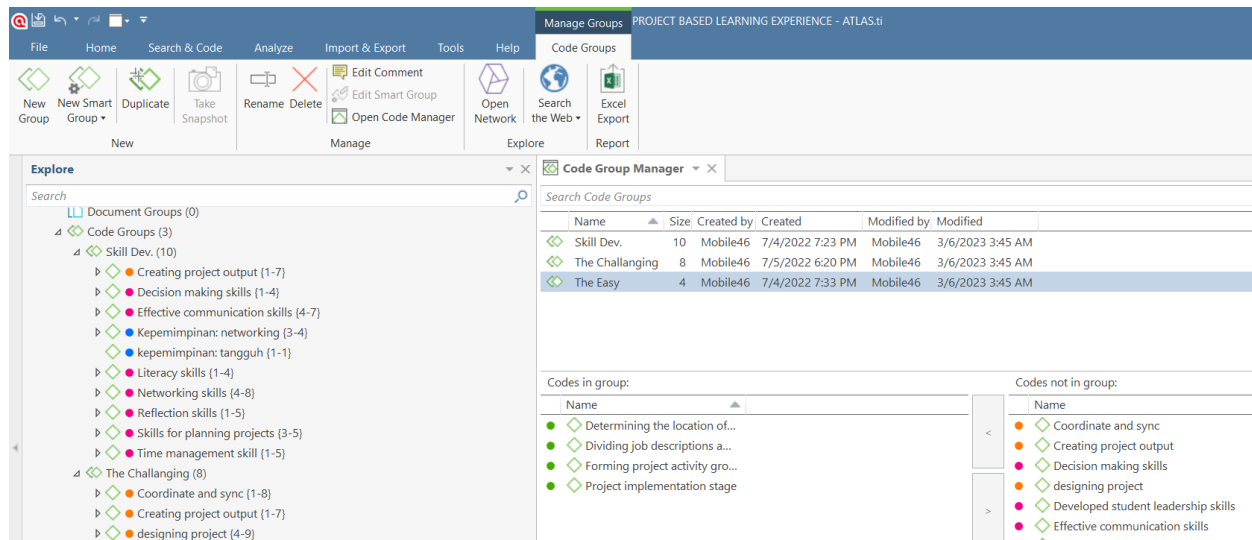 Manage Groups PROJECT BASED LEARNING EXPERIENCE - ATLAS.ti
File Home Search & Code Analyze Import & Export Tools Help Code Groups
New Group
New Smart Group
Duplicate
Take Snapshot
Rename
Delete
Edit Comment
Edit Smart Group
Open Code Manager
Open Network
Search the Web
Excel Export
New Manage Explore Report
Explore
Search
Document Groups (0)
Code Groups (3)
Skill Dev. (10)
Creating project output {1-7}
Decision making skills {1-4}
Effective communication skills {4-7}
Kepemimpinan: networking {3-4}
kepemimpinan: tangguh {1-1}
Literacy skills {1-4}
Networking skills {4-8}
Reflection skills {1-5}
Skills for planning projects {3-5}
Time management skill {1-5}
The Challanging (8)
Coordinate and sync {1-8}
Creating project output {1-7}
designing project {4-9}
Code Group Manager
Search Code Groups
Name Size Created by Created Modified by Modified
Skill Dev. 10 Mobile46 7/4/2022 7:23 PM Mobile46 3/6/2023 3:45 AM
The Challanging 8 Mobile46 7/5/2022 6:20 PM Mobile46 3/6/2023 3:45 AM
The Easy 4 Mobile46 7/4/2022 7:33 PM Mobile46 3/6/2023 3:45 AM
Codes in group:
Name
Determining the location of...
Dividing job descriptions a...
Forming project activity gro...
Project implementation stage
<
>
Codes not in group:
Name
Coordinate and sync
Creating project output
Decision making skills
designing project
Developed student leadership skills
Effective communication skills